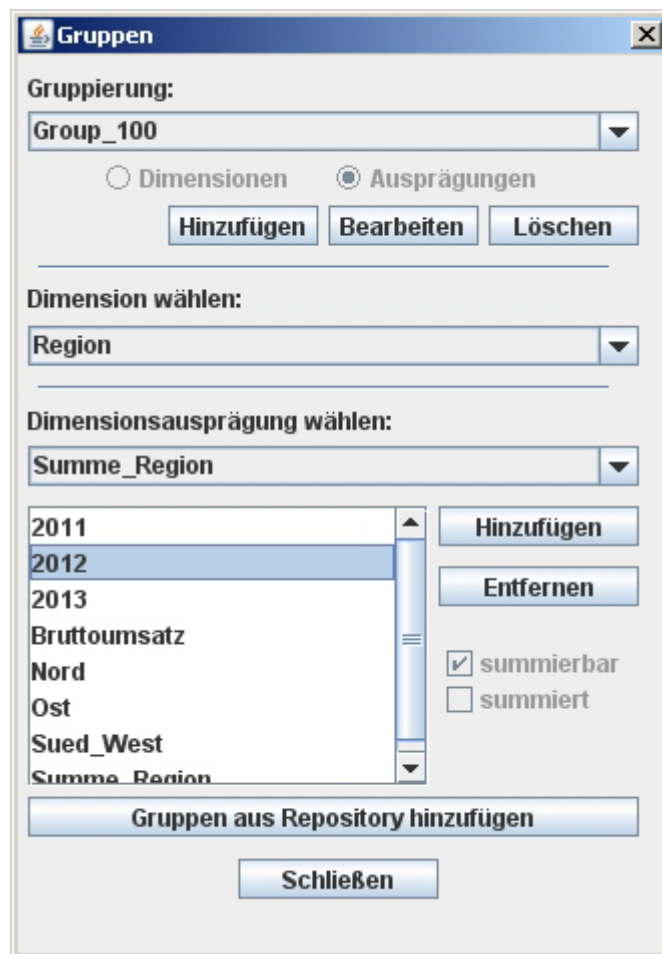 Gruppen
Gruppierung:
Group_100
Dimensionen Ausprägungen
Hinzufügen Bearbeiten Löschen
Dimension wählen:
Region
Dimensionsausprägung wählen:
Summe_Region
2011
2012
2013
Bruttoumsatz
Nord
Ost
Sued_West
Summe_Region
Hinzufügen
Entfernen
summierbar
summiert
Gruppen aus Repository hinzufügen
Schließen